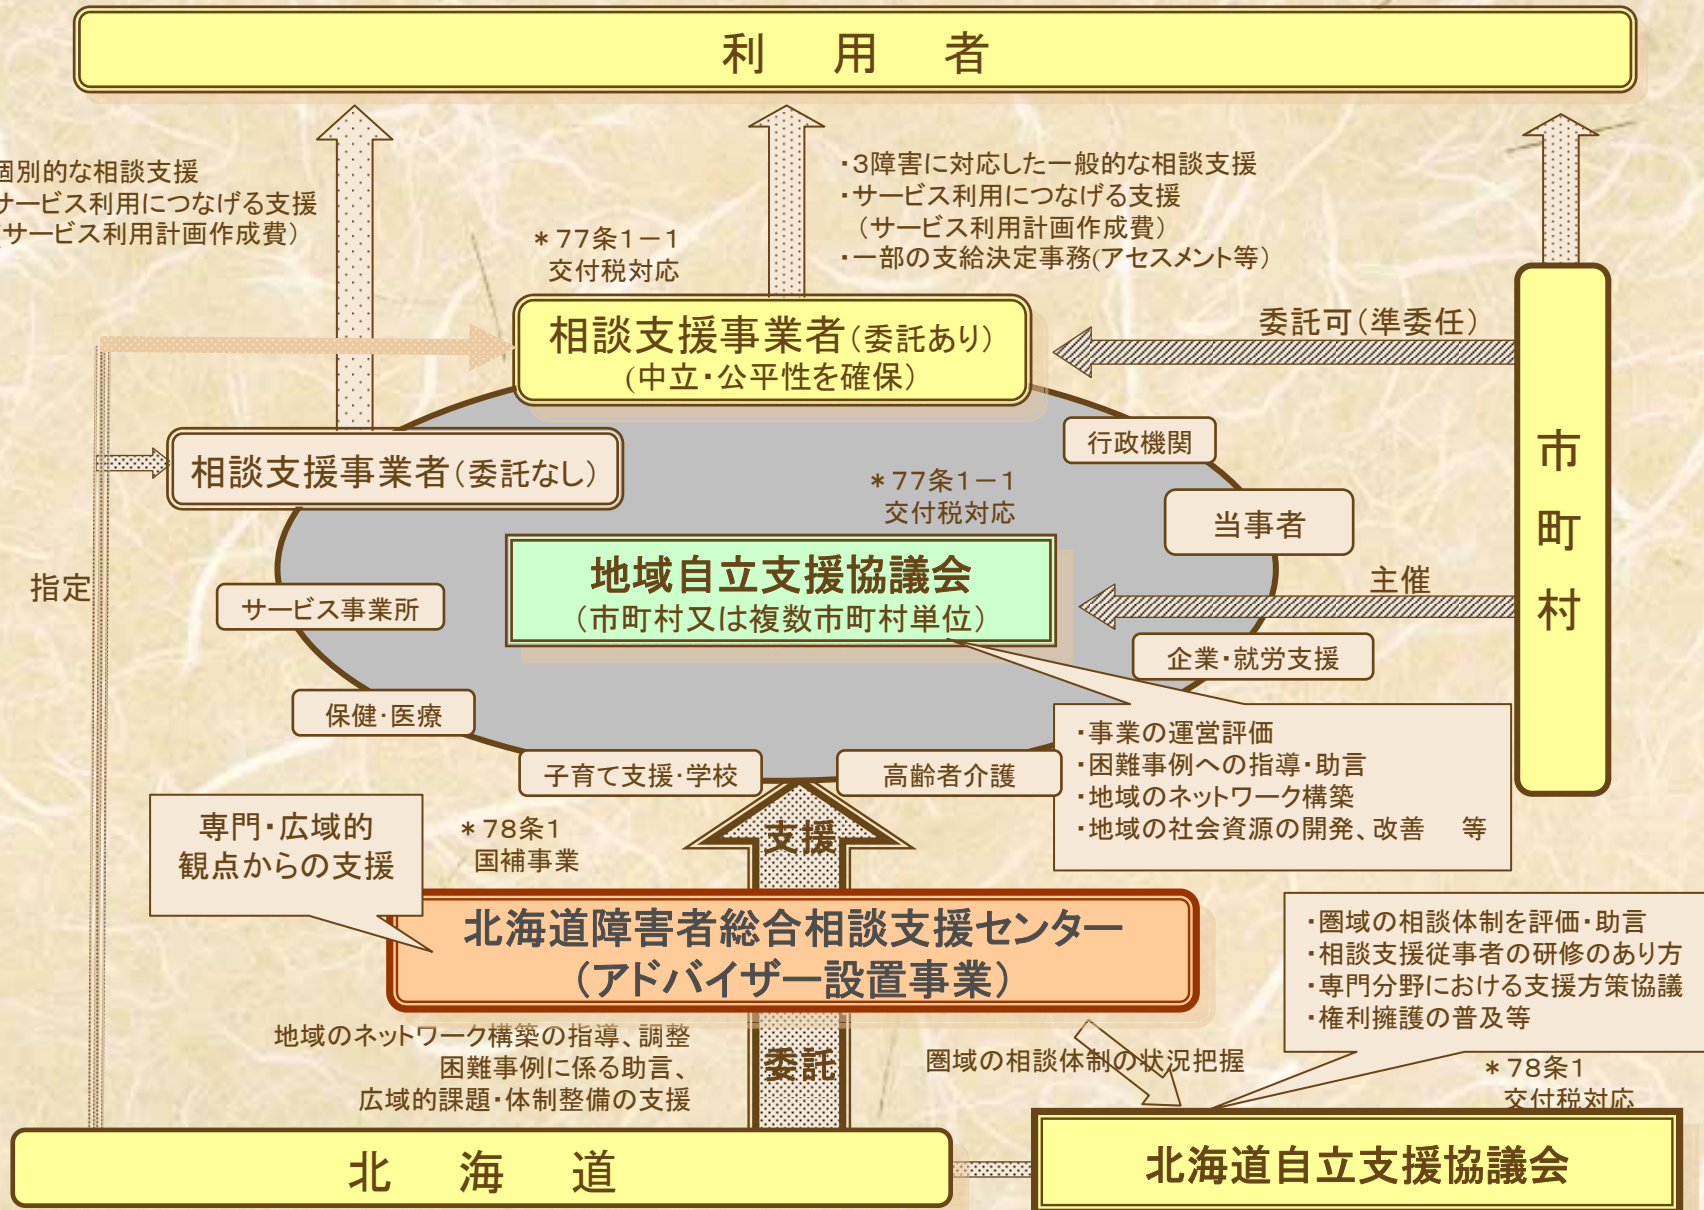 利用者
個別的な相談支援
サービス利用につなげる支援
(サービス利用計画作成費)
・3障害に対応した一般的な相談支援
・サービス利用につなげる支援
(サービス利用計画作成費)
・一部の支給決定事務(アセスメント等)
*77条1-1
交付税対応
相談支援事業者(委託あり)
(中立・公平性を確保)
委託可(準委任)
市町村
行政機関
相談支援事業者(委託なし)
*77条1-1
交付税対応
当事者
地域自立支援協議会
(市町村又は複数市町村単位)
主催
指定
サービス事業所
企業・就労支援
保健・医療
子育て支援・学校
高齢者介護
・事業の運営評価
・困難事例への指導・助言
・地域のネットワーク構築
・地域の社会資源の開発、改善 等
専門・広域的
観点からの支援
*78条1
国補事業
支援
北海道障害者総合相談支援センター
(アドバイザー設置事業)
・圏域の相談体制を評価・助言
・相談支援従事者の研修のあり方
・専門分野における支援方策協議
・権利擁護の普及等
地域のネットワーク構築の指導、調整
困難事例に係る助言、
広域的課題・体制整備の支援
委託
圏域の相談体制の状況把握
*78条1
交付税対応
北海道
北海道自立支援協議会